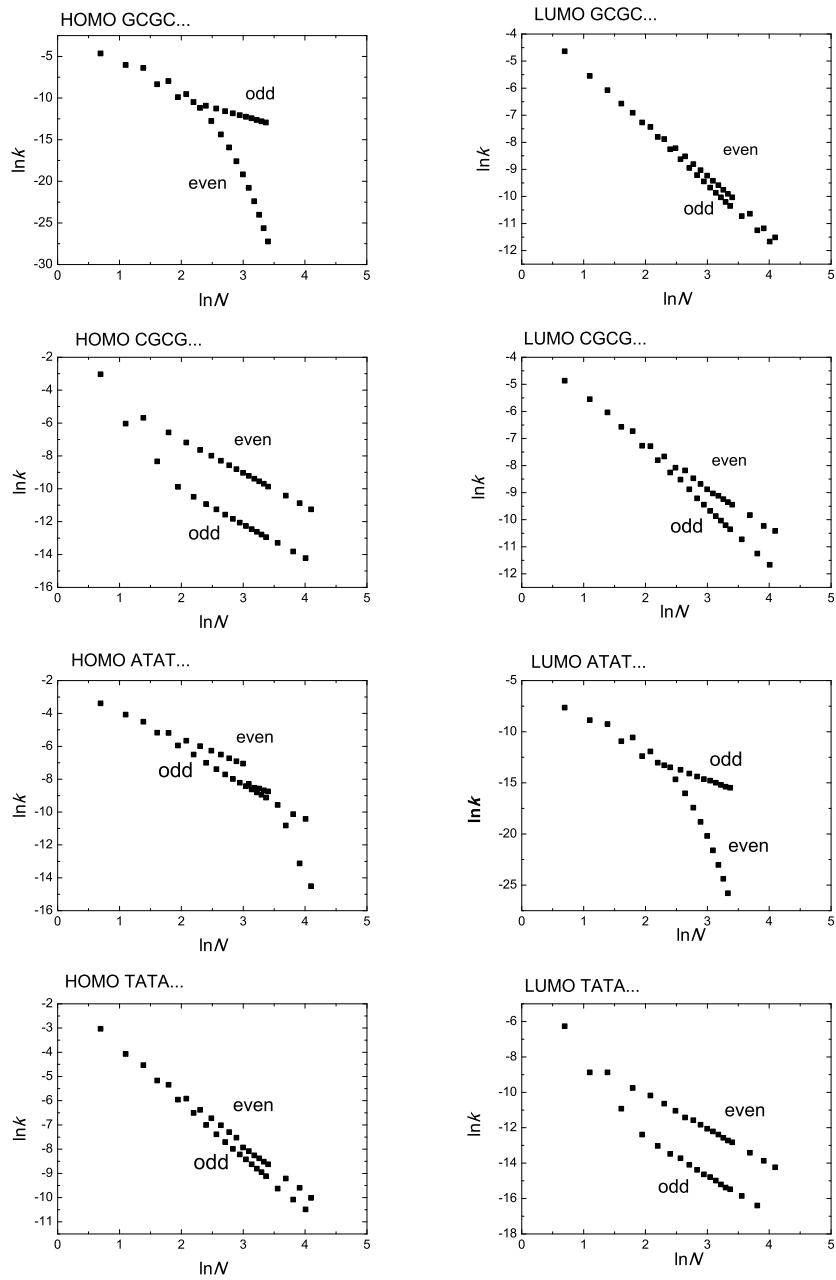 HOMO GCGC...
-5
-10
-15
-20
-25
-30
0 1 2 3 4 5
lnk
lnN
odd
even
LUMO GCGC...
-4
-5
-6
-7
-8
-9
-10
-11
-12
0 1 2 3 4 5
lnk
lnN
even
odd
HOMO CGCG...
-2
-4
-6
-8
-10
-12
-14
-16
0 1 2 3 4 5
lnk
lnN
even
odd
LUMO CGCG...
-4
-5
-6
-7
-8
-9
-10
-11
-12
0 1 2 3 4 5
lnk
lnN
even
odd
HOMO ATAT...
-2
-4
-6
-8
-10
-12
-14
-16
0 1 2 3 4 5
lnk
lnN
even
odd
LUMO ATAT...
-5
-10
-15
-20
-25
0 1 2 3 4 5
lnk
lnN
odd
even
HOMO TATA...
-2
-3
-4
-5
-6
-7
-8
-9
-10
-11
0 1 2 3 4 5
lnk
lnN
even
odd
LUMO TATA...
-6
-8
-10
-12
-14
-16
-18
0 1 2 3 4 5
lnk
lnN
even
odd